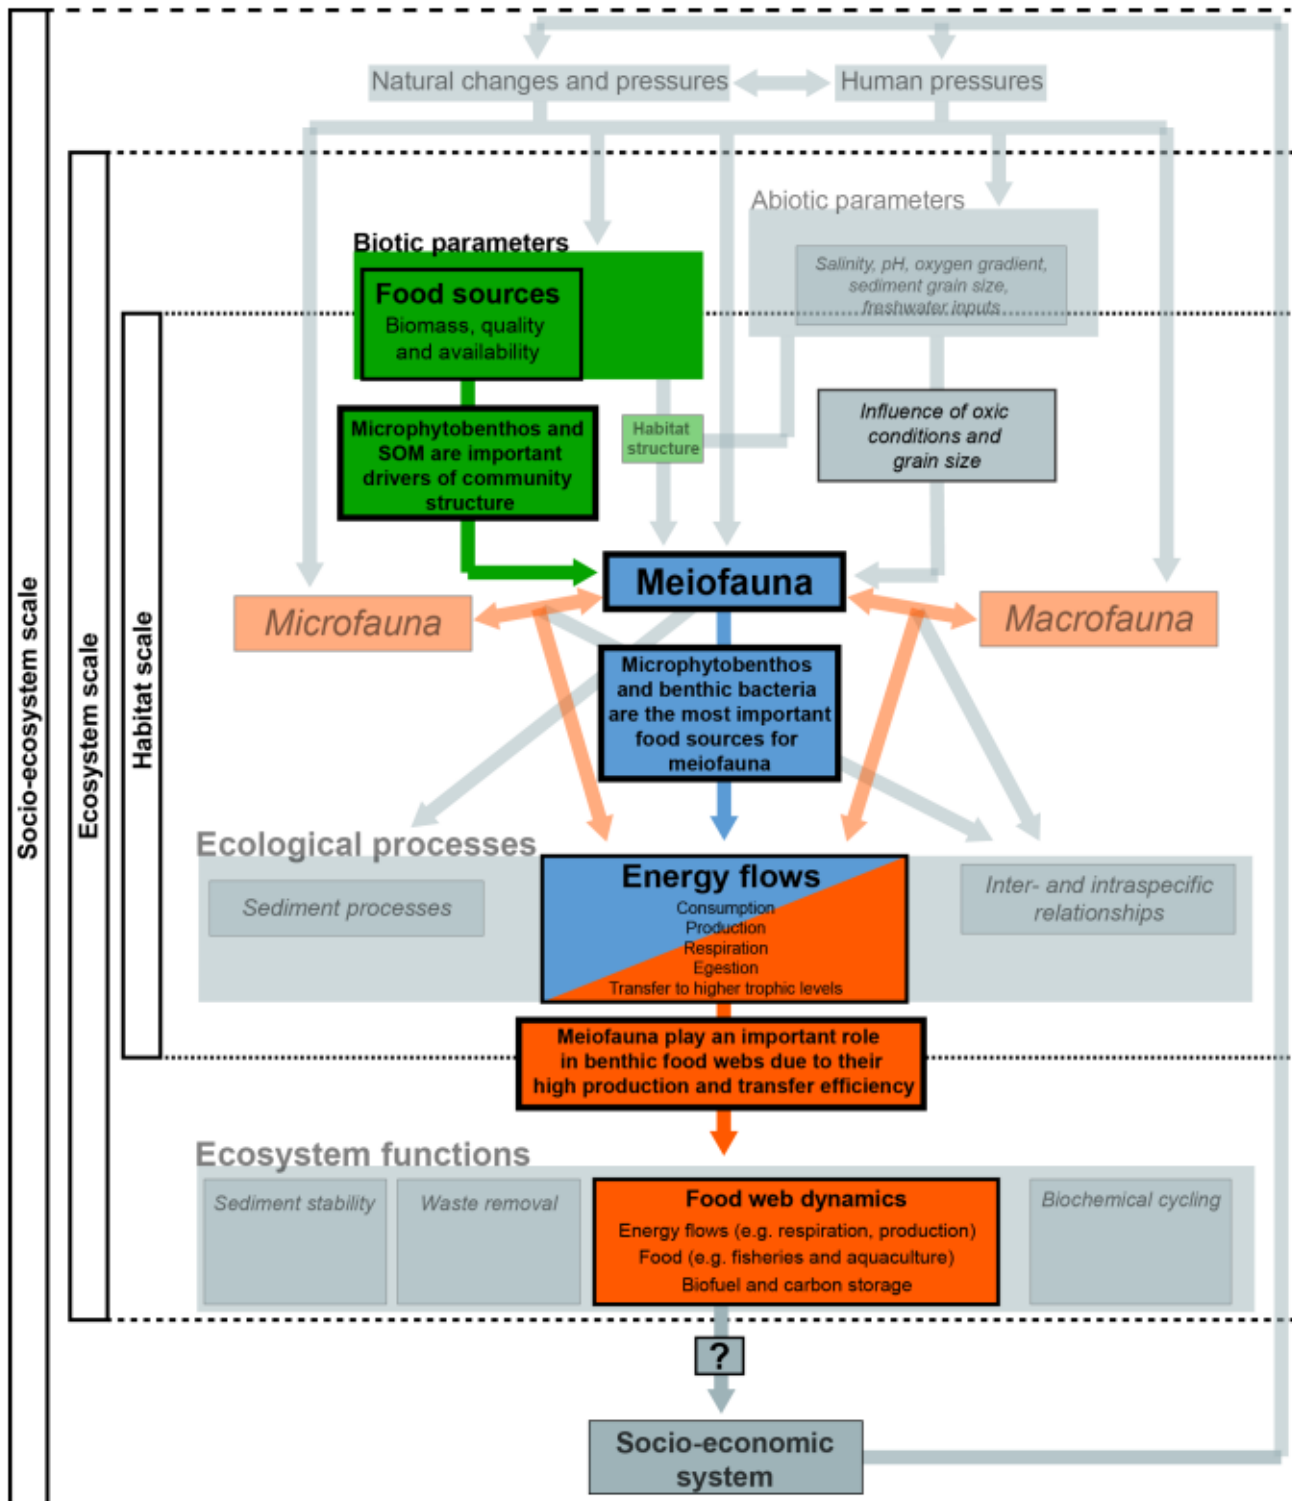 Natural changes and pressures
Human pressures
Abiotic parameters
Salinity, pH, oxygen gradient,
sediment grain size,
freshwater inputs
Biotic parameters
Food sources
Biomass, quality
and availability
Microphytobenthos and
SOM are important
drivers of community
structure
Habitat
structure
Influence of oxic
conditions and
grain size
Meiofauna
Microfauna
Macrofauna
Microphytobenthos
and benthic bacteria
are the most important
food sources for
meiofauna
Ecological processes
Sediment processes
Energy flows
Consumption
Production
Respiration
Egestion
Transfer to higher trophic levels
Inter- and intraspecific
relationships
Meiofauna play an important role
in benthic food webs due to their
high production and transfer efficiency
Ecosystem functions
Sediment stability
Waste removal
Food web dynamics
Energy flows (e.g. respiration, production)
Food (e.g. fisheries and aquaculture)
Biofuel and carbon storage
Biochemical cycling
?
Socio-economic
system
Socio-ecosystem scale
Ecosystem scale
Habitat scale